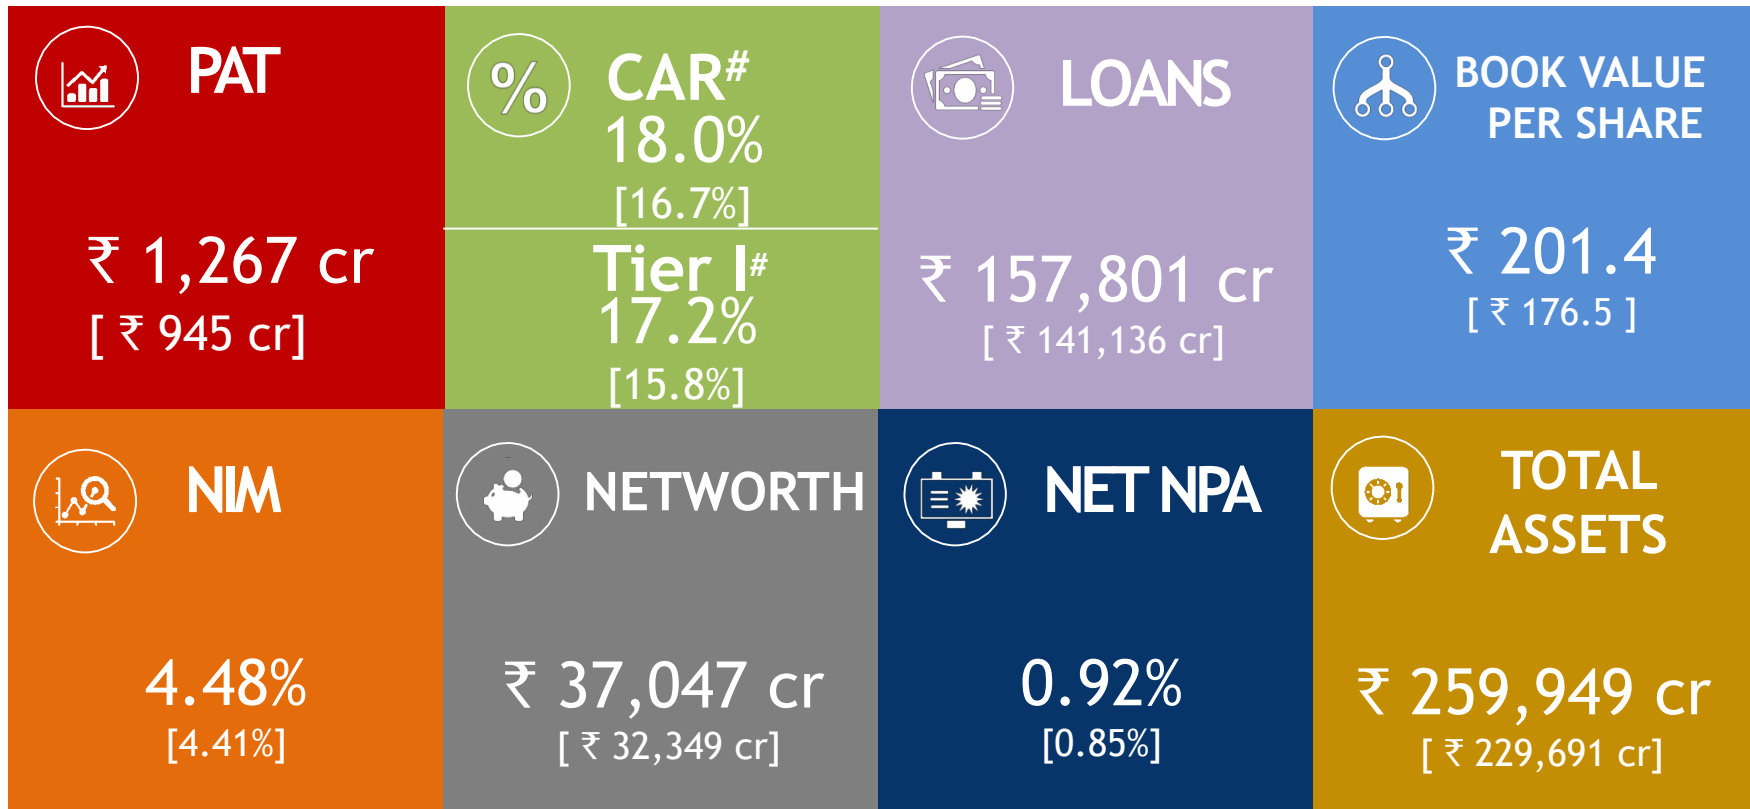 PAT
₹ 1,267 cr
[ ₹ 945 cr]
%
CAR#
18.0%
[16.7%]
Tier I#
17.2%
[15.8%]
LOANS
₹ 157,801 cr
[ ₹ 141,136 cr]
BOOK VALUE
PER SHARE
₹ 201.4
[ ₹ 176.5 ]
NIM
4.48%
[4.41%]
NETWORTH
₹ 37,047 cr
[ ₹ 32,349 cr]
NET NPA
0.92%
[0.85%]
TOTAL
ASSETS
₹ 259,949 cr
[ ₹ 229,691 cr]